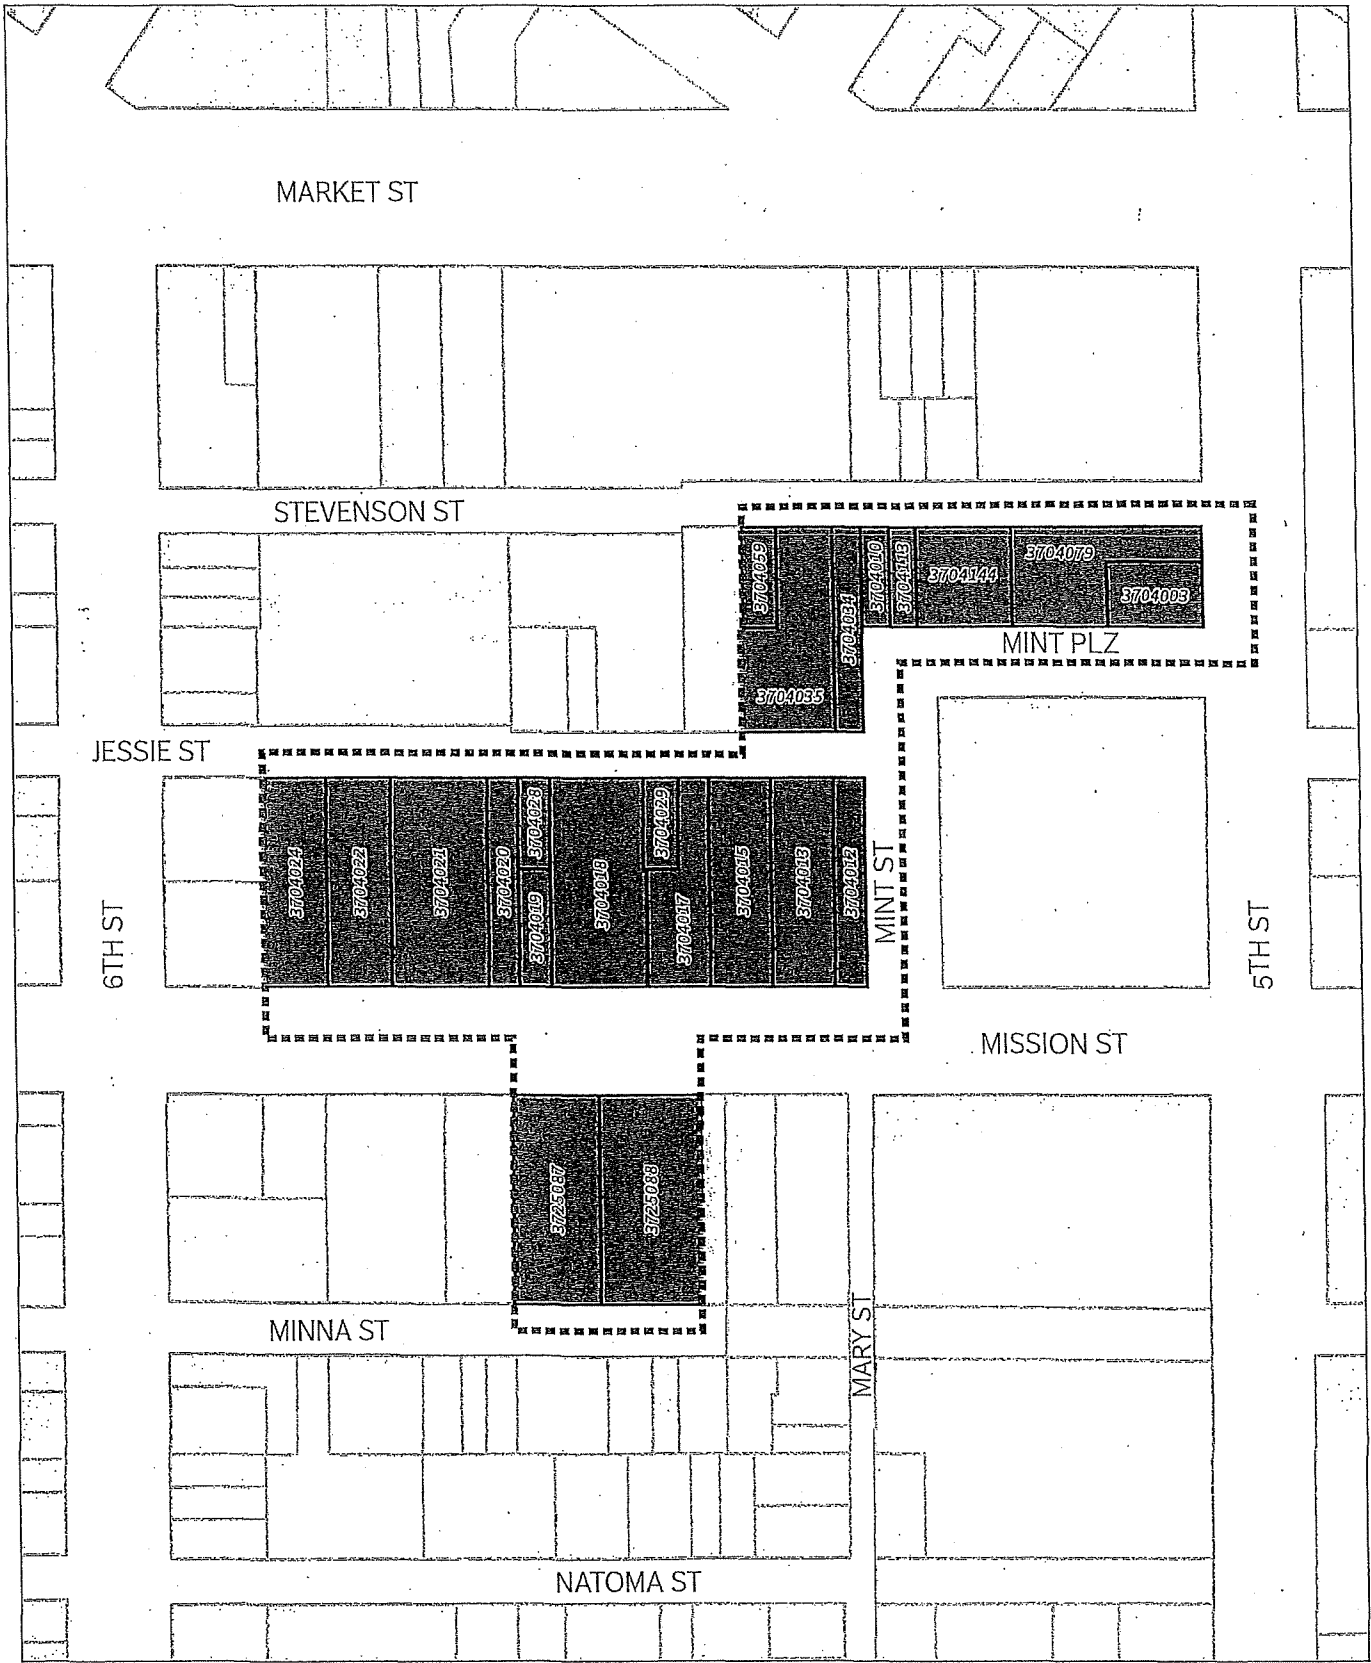 MARKET ST
STEVENSON ST
3704059
3704035
3704034
3704010
3704113
3704144
3704079
3704003
MINT PLZ
JESSIE ST
3704024
3704022
3704021
3704020
3704028
3704019
3704018
3704029
3704017
3704015
3704013
3704012
MINT ST
6TH ST
5TH ST
MISSION ST
3725087
3725088
MINNA ST
MARY ST
NATOMA ST